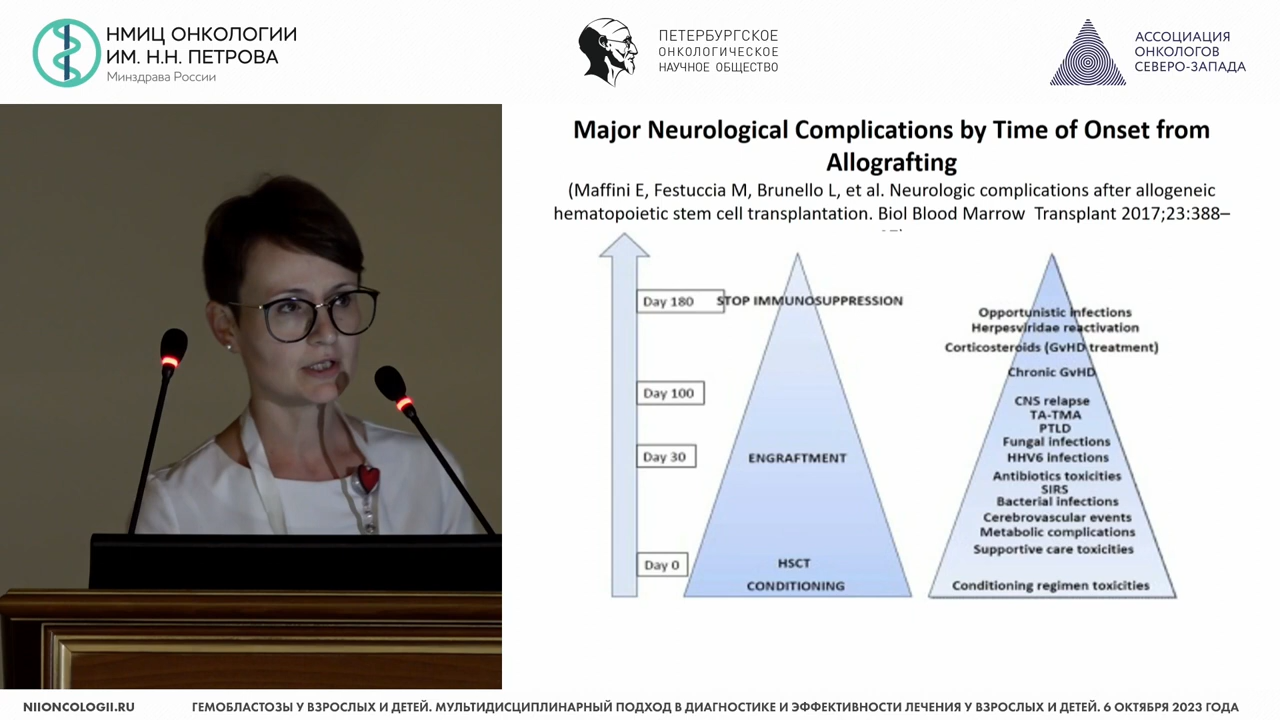 НМИЦ ОНКОЛОГИИ
ИМ. Н.Н. ПЕТРОВА
Минздрава России
ПЕТЕРБУРГСКОЕ
ОНКОЛОГИЧЕСКОЕ
НАУЧНОЕ ОБЩЕСТВО
АССОЦИАЦИЯ
ОНКОЛОГОВ
СЕВЕРО-ЗАПАДА
Major Neurological Complications by Time of Onset from
Allografting
(Maffini E, Festuccia M, Brunello L, et al. Neurologic complications after allogeneic
hematopoietic stem cell transplantation. Biol Blood Marrow Transplant 2017;23:388–
Day 180
STOP IMMUNOSUPPRESSION
Day 100
Day 30
ENGRAFTMENT
Day 0
HSCT
CONDITIONING
Opportunistic infections
Herpesviridae reactivation
Corticosteroids (GvHD treatment)
Chronic GvHD
CNS relapse
TA-TMA
PTLD
Fungal infections
HHV6 infections
Antibiotics toxicities
SIRS
Bacterial infections
Cerebrovascular events
Metabolic complications
Supportive care toxicities
Conditioning regimen toxicities
NIIONCOLOGII.RU
ГЕМОБЛАСТОЗЫ У ВЗРОСЛЫХ И ДЕТЕЙ. МУЛЬТИДИСЦИПЛИНАРНЫЙ ПОДХОД В ДИАГНОСТИКЕ И ЭФФЕКТИВНОСТИ ЛЕЧЕНИЯ У ВЗРОСЛЫХ И ДЕТЕЙ. 6 ОКТЯБРЯ 2023 ГОДА